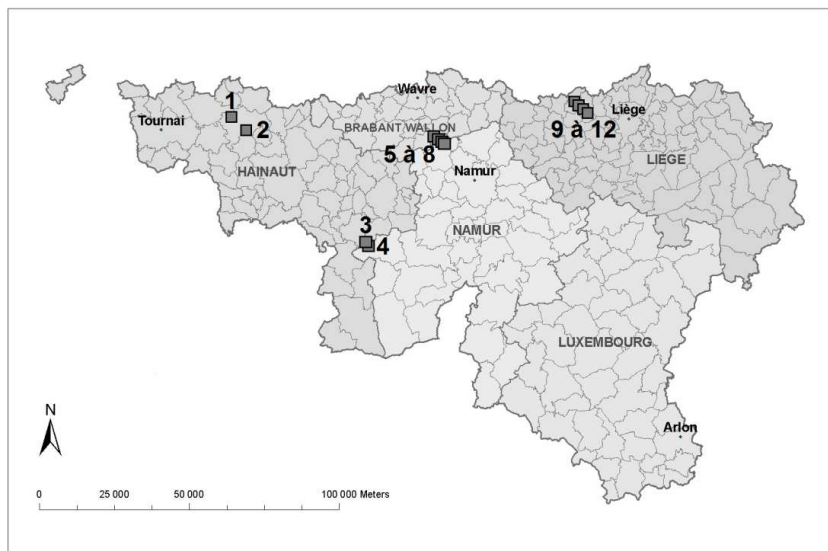 Wavre
1
Tournai
2
BRABANT WALLON
Liège
9 à 12
5 à 8
HAINAUT
LIEGE
Namur
3
4
NAMUR
LUXEMBOURG
N
Arlon
0 25 000 50 000 100 000 Meters